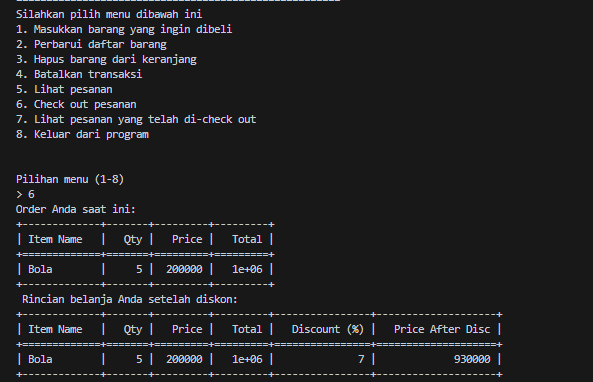 Silahkan pilih menu dibawah ini
1. Masukkan barang yang ingin dibeli
2. Perbarui daftar barang
3. Hapus barang dari keranjang
4. Batalkan transaksi
5. Lihat pesanan
6. Check out pesanan
7. Lihat pesanan yang telah di-check out
8. Keluar dari program
Pilihan menu (1-8)
> 6
Order Anda saat ini:
+-------------+-------+---------+---------+
| Item Name   |   Qty |   Price |   Total |
+=============+=======+=========+=========+
| Bola        |     5 |  200000 |   1e+06 |
+-------------+-------+---------+---------+
Rincian belanja Anda setelah diskon:
+-------------+-------+---------+---------+----------------+--------------------+
| Item Name   |   Qty |   Price |   Total |   Discount (%) |   Price After Disc |
+=============+=======+=========+=========+================+====================+
| Bola        |     5 |  200000 |   1e+06 |              7 |             930000 |
+-------------+-------+---------+---------+----------------+--------------------+